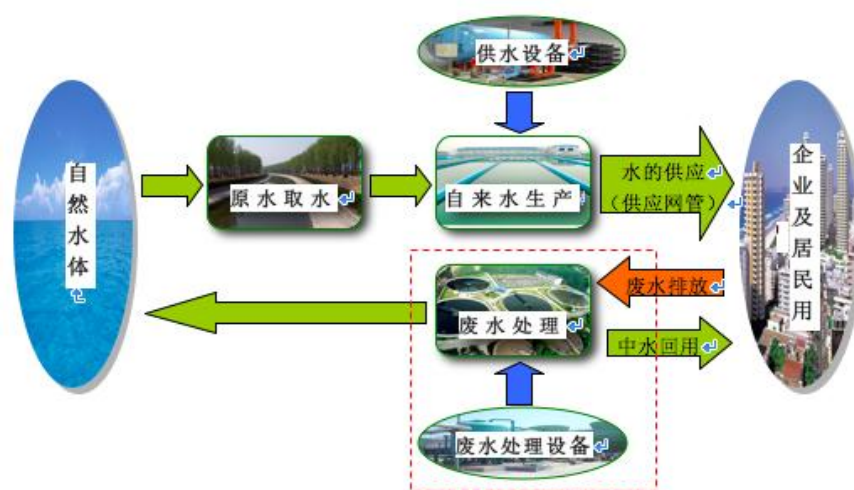 供水设备
自然水体
原水取水
自来水生产
水的供应
（供应网管）
企业及居民用
废水排放
废水处理
中水回用
废水处理设备